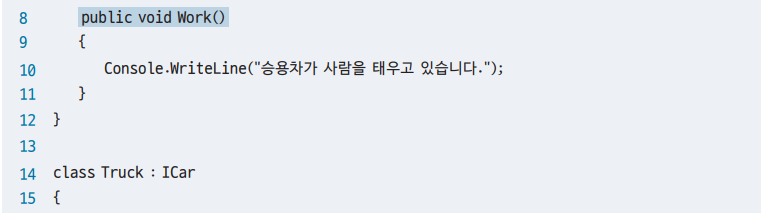 8 public void Work()
9 {
10 Console.WriteLine("승용차가 사람을 태우고 있습니다.");
11 }
12 }
13
14 class Truck : ICar
15 {